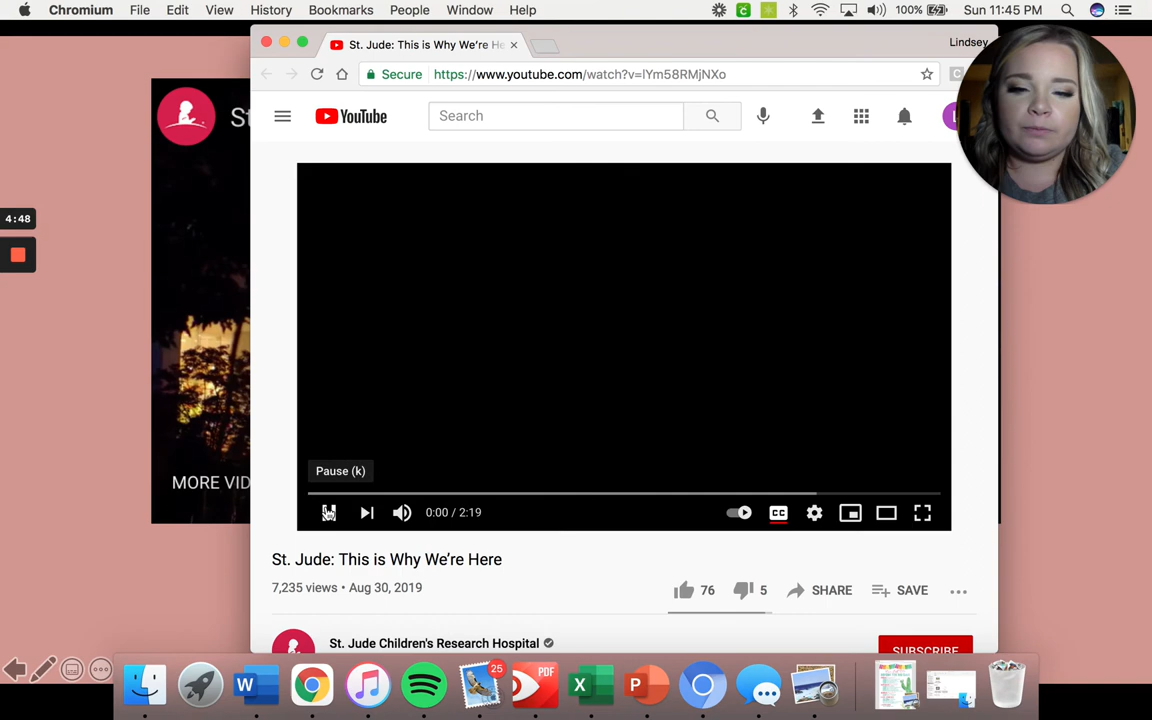 Chromium File Edit View History Bookmarks People Window Help 100% Sun 11:45 PM
St. Jude: This is Why We're He
Lindsey
Secure https://www.youtube.com/watch?v=lYm58RMjNXo
YouTube Search
St
4:48
MORE VID
Pause (k)
0:00 / 2:19
CC
St. Jude: This is Why We're Here
7,235 views • Aug 30, 2019
76 5 SHARE SAVE
St. Jude Children's Research Hospital
SUBSCRIBE
25
W PDF X P